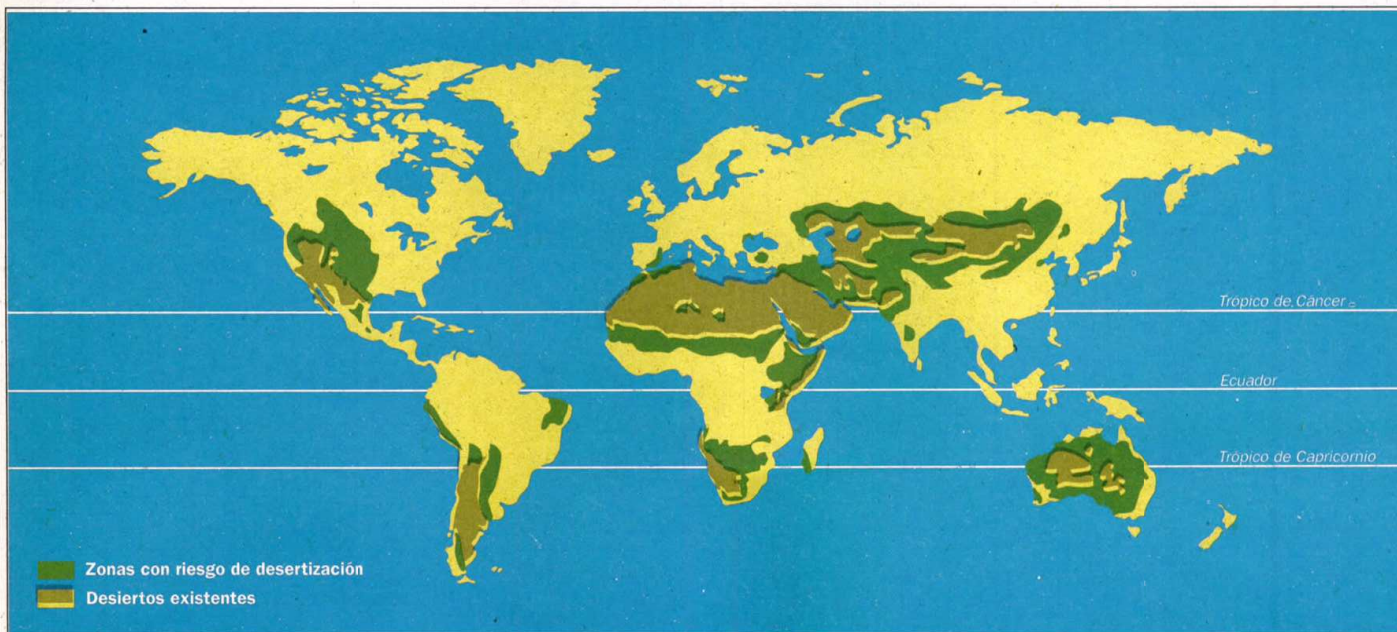 Trópico de Cáncer
Ecuador
Trópico de Capricornio
Zonas con riesgo de desertización
Desiertos existentes